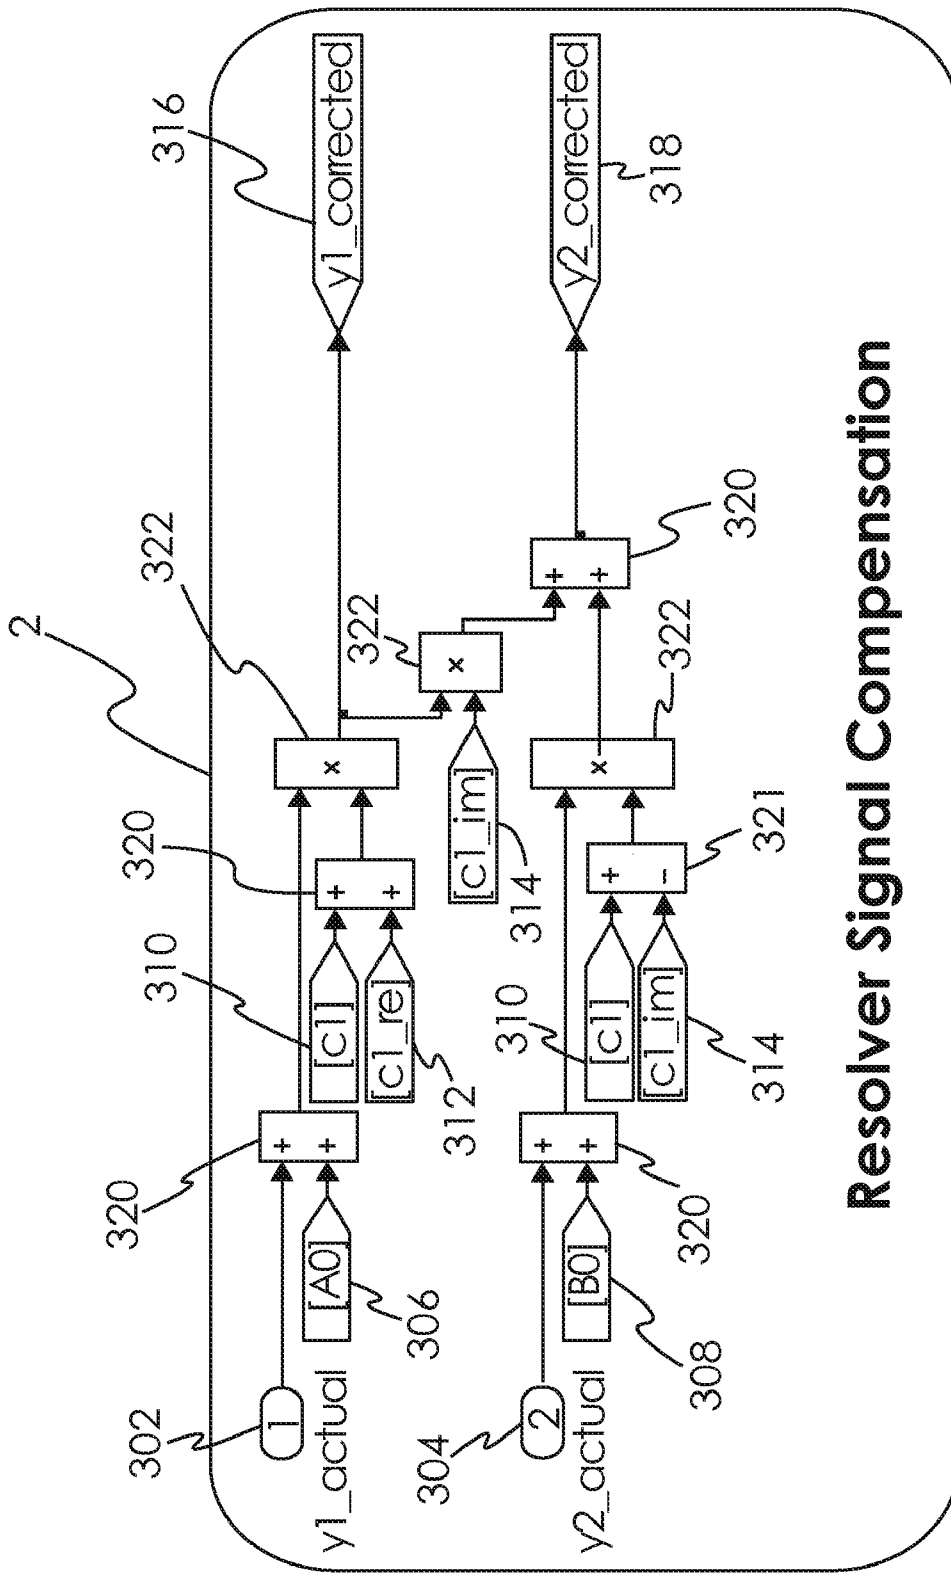 2
316
322
y1_corrected
320
310
x
320
+
+
[c1]
+
+
[c1_re]
312
[A0]
306
302
1
y1_actual
322
x
[c1_im]
314
320
+
+
y2_corrected
318
322
x
321
+
-
310
[c1]
[c1_im]
314
+
+
320
[B0]
308
304
2
y2_actual
Resolver Signal Compensation